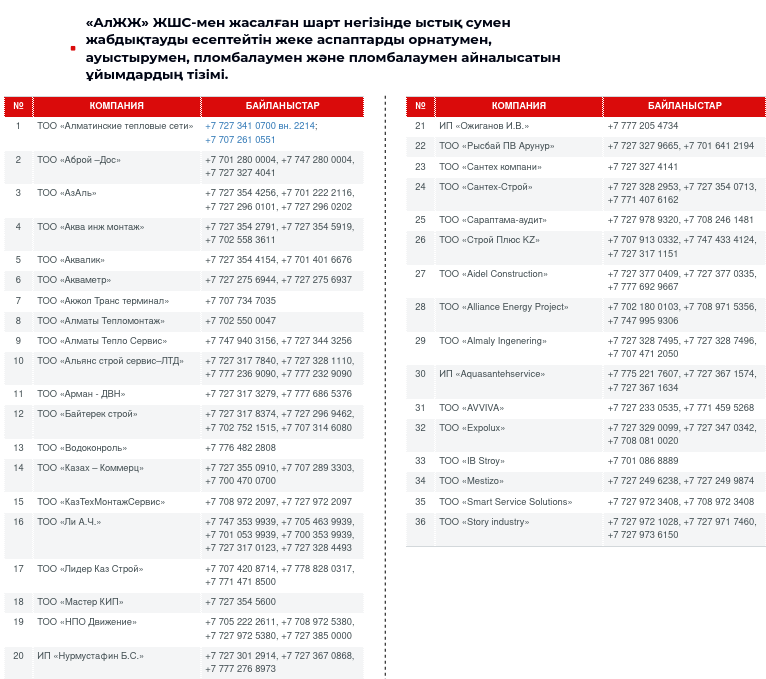 «АлЖЖ» ЖШС-мен жасалған шарт негізінде ыстық сумен
жабдықтауды есептейтін жеке аспаптарды орнатумен,
ауыстырумен, пломбалаумен және пломбалаумен айналысатын
ұйымдардың тізімі.
№ КОМПАНИЯ БАЙЛАНЫСТАР
1 ТОО «Алматинские тепловые сети» +7 727 341 0700 вн. 2214;
+7 707 261 0551
2 ТОО «Аброй –Дос» +7 701 280 0004, +7 747 280 0004,
+7 727 327 4041
3 ТОО «АзАль» +7 727 354 4256, +7 701 222 2116,
+7 727 296 0101, +7 727 296 0202
4 ТОО «Аква инж монтаж» +7 727 354 2791, +7 727 354 5919,
+7 702 558 3611
5 ТОО «Аквалик» +7 727 354 4154, +7 701 401 6676
6 ТОО «Акваметр» +7 727 275 6944, +7 727 275 6937
7 ТОО «Акжол Транс терминал» +7 707 734 7035
8 ТОО «Алматы Тепломонтаж» +7 702 550 0047
9 ТОО «Алматы Тепло Сервис» +7 747 940 3156, +7 727 344 3256
10 ТОО «Альянс строй сервис–ЛТД» +7 727 317 7840, +7 727 328 1110,
+7 777 236 9090, +7 777 232 9090
11 ТОО «Арман - ДВН» +7 727 317 3279, +7 777 686 5376
12 ТОО «Байтерек строй» +7 727 317 8374, +7 727 296 9462,
+7 702 752 1515, +7 707 314 6080
13 ТОО «Водоконроль» +7 776 482 2808
14 ТОО «Казах – Коммерц» +7 727 355 0910, +7 707 289 3303,
+7 700 470 0700
15 ТОО «КазТехМонтажСервис» +7 708 972 2097, +7 727 972 2097
16 ТОО «Ли А.Ч.» +7 747 353 9939, +7 705 463 9939,
+7 701 053 9939, +7 700 353 9939,
+7 727 317 0123, +7 727 328 4493
17 ТОО «Лидер Каз Строй» +7 707 420 8714, +7 778 828 0317,
+7 771 471 8500
18 ТОО «Мастер КИП» +7 727 354 5600
19 ТОО «НПО Движение» +7 705 222 2611, +7 708 972 5380,
+7 727 972 5380, +7 727 385 0000
20 ИП «Нурмустафин Б.С.» +7 727 301 2914, +7 727 367 0868,
+7 777 276 8973
№ КОМПАНИЯ БАЙЛАНЫСТАР
21 ИП «Ожиганов И.В.» +7 777 205 4734
22 ТОО «Рысбай ПВ Арунур» +7 727 327 9665, +7 701 641 2194
23 ТОО «Сантех компани» +7 727 327 4141
24 ТОО «Сантех-Строй» +7 727 328 2953, +7 727 354 0713,
+7 771 407 6162
25 ТОО «Сараптама-аудит» +7 727 978 9320, +7 708 246 1481
26 ТОО «Строй Плюс KZ» +7 707 913 0332, +7 747 433 4124,
+7 727 317 1151
27 ТОО «Aidel Construction» +7 727 377 0409, +7 727 377 0335,
+7 777 692 9667
28 ТОО «Alliance Energy Project» +7 702 180 0103, +7 708 971 5356,
+7 747 995 9306
29 ТОО «Almaly Ingenering» +7 727 328 7495, +7 727 328 7496,
+7 707 471 2050
30 ИП «Aquasantehservice» +7 775 221 7607, +7 727 367 1574,
+7 727 367 1634
31 ТОО «AVVIVA» +7 727 233 0535, +7 771 459 5268
32 ТОО «Expolux» +7 727 329 0099, +7 727 347 0342,
+7 708 081 0020
33 ТОО «IB Stroy» +7 701 086 8889
34 ТОО «Mestizo» +7 727 249 6238, +7 727 249 9874
35 ТОО «Smart Service Solutions» +7 727 972 3408, +7 708 972 3408
36 ТОО «Story industry» +7 727 972 1028, +7 727 971 7460,
+7 727 973 6150